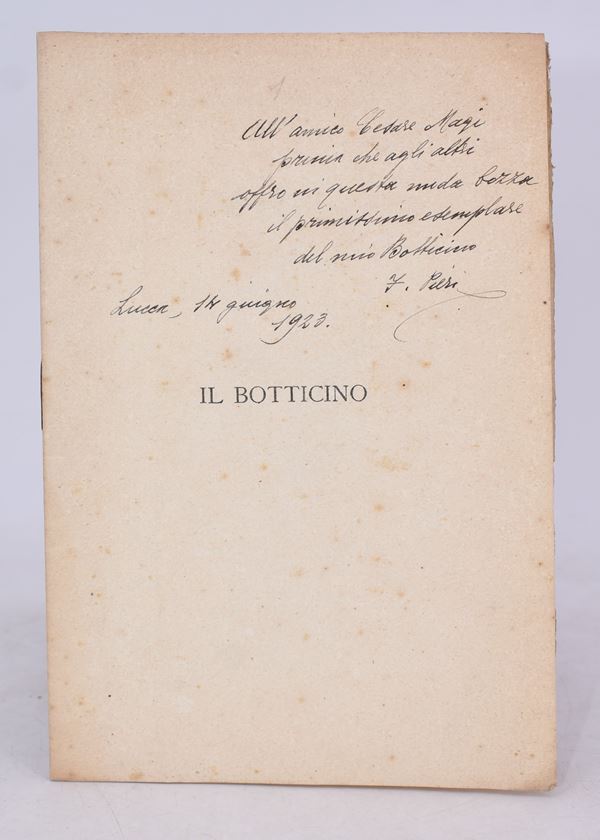 All' amico Cesare Magi
prima che agli altri
offro in questa nuda bozza
il primissimo esemplare
del mio Botticino
F. Pieri
Lucca, 14 giugno
1923.
IL BOTTICINO